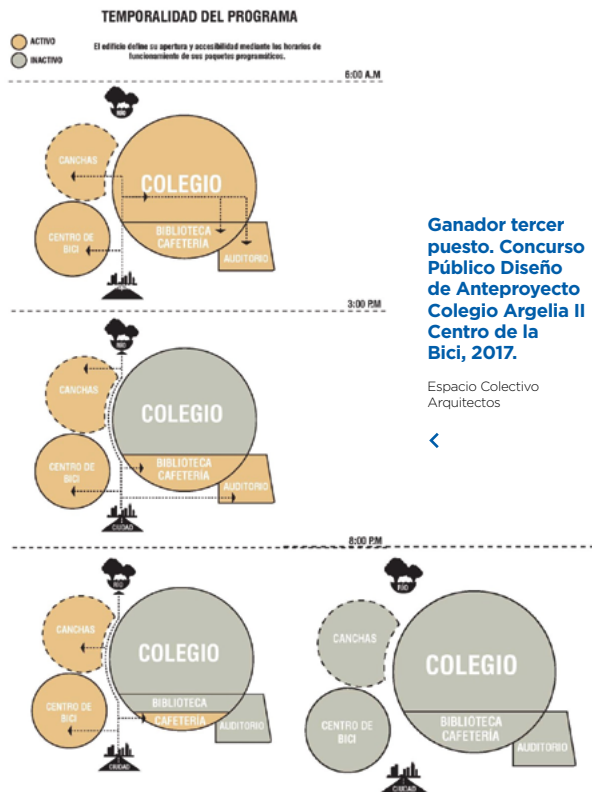 TEMPORALIDAD DEL PROGRAMA
ACTIVO
INACTIVO
El edificio define su apertura y accesibilidad mediante los horarios de
funcionamiento de sus paquetes programáticos.
6:00 A.M
CANCHAS
COLEGIO
CENTRO DE
BICI
BIBLIOTECA
CAFETERÍA
AUDITORIO
3:00 P.M
RIO
CANCHAS
COLEGIO
CENTRO DE
BICI
BIBLIOTECA
CAFETERÍA
AUDITORIO
CIUDAD
8:00 P.M
RIO
CANCHAS
COLEGIO
CENTRO DE
BICI
BIBLIOTECA
CAFETERÍA
AUDITORIO
CIUDAD
RIO
CANCHAS
COLEGIO
CENTRO DE
BICI
BIBLIOTECA
CAFETERÍA
AUDITORIO
CIUDAD
Ganador tercer
puesto. Concurso
Público Diseño
de Anteproyecto
Colegio Argelia II
Centro de la
Bici, 2017.
Espacio Colectivo
Arquitectos